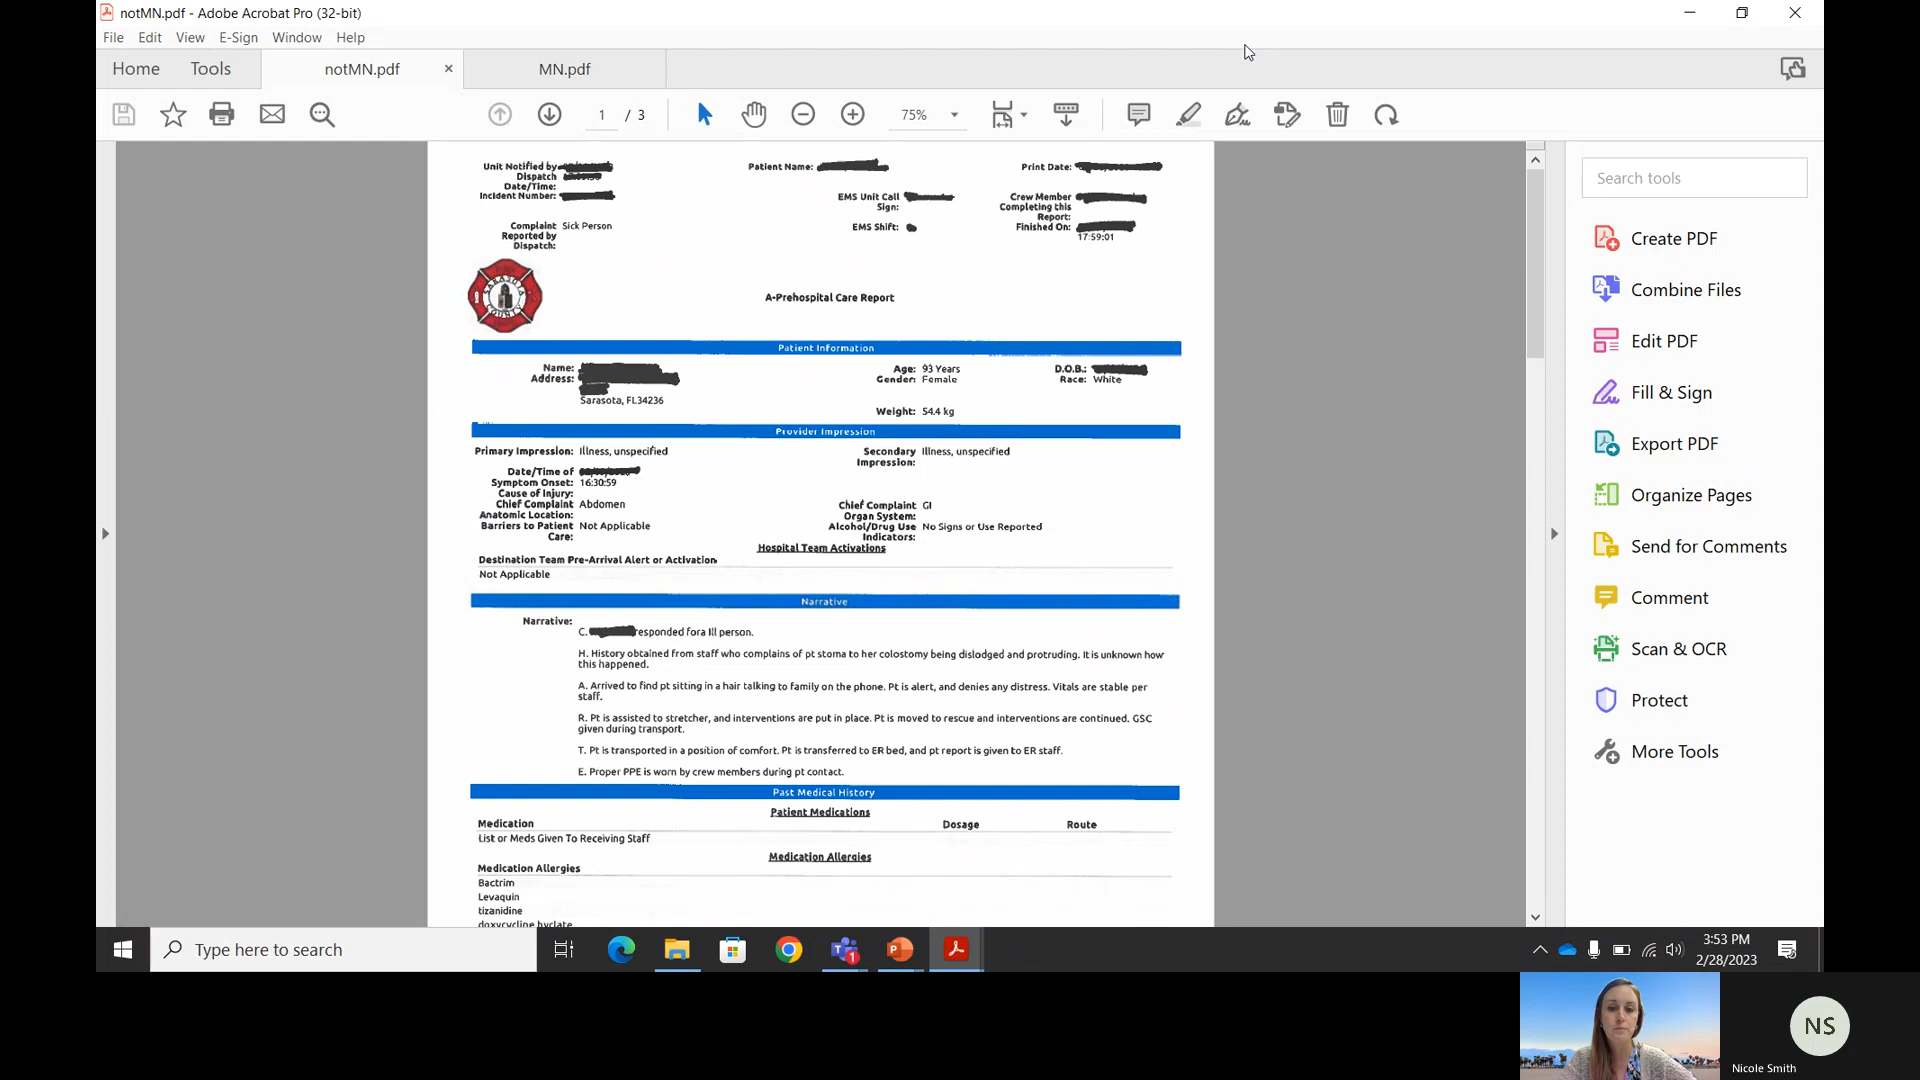 notMN.pdf - Adobe Acrobat Pro (32-bit)
File Edit View E-Sign Window Help
Home Tools notMN.pdf × MN.pdf
1 / 3 75%
Unit Notified by
Dispatch
Date/Time:
Incident Number:
Patient Name:
Print Date:
EMS Unit Call
Sign:
Crew Member
Completing this
Report:
Complaint Sick Person
Reported by
Dispatch:
EMS Shift:
Finished On:
17:59:01
SARASOTA
COUNTY
A-Prehospital Care Report
Patient Information
Name:
Address:
Sarasota, FL34236
Age: 93 Years
Gender: Female
D.O.B.:
Race: White
Weight: 54.4 kg
Provider Impression
Primary Impression: Illness, unspecified
Secondary Illness, unspecified
Impression:
Date/Time of
Symptom Onset: 16:30:59
Cause of Injury:
Chief Complaint Abdomen
Anatomic Location:
Barriers to Patient Not Applicable
Care:
Chief Complaint GI
Organ System:
Alcohol/Drug Use No Signs or Use Reported
Indicators:
Hospital Team Activations
Destination Team Pre-Arrival Alert or Activation
Not Applicable
Narrative
Narrative:
C. responded fora Ill person.
H. History obtained from staff who complains of pt stoma to her colostomy being dislodged and protruding. It is unknown how
this happened.
A. Arrived to find pt sitting in a hair talking to family on the phone. Pt is alert, and denies any distress. Vitals are stable per
staff.
R. Pt is assisted to stretcher, and interventions are put in place. Pt is moved to rescue and interventions are continued. GSC
given during transport.
T. Pt is transported in a position of comfort. Pt is transferred to ER bed, and pt report is given to ER staff.
E. Proper PPE is worn by crew members during pt contact.
Past Medical History
Patient Medications
Medication Dosage Route
List or Meds Given To Receiving Staff
Medication Allergies
Medication Allergies
Bactrim
Levaquin
tizanidine
doxycycline hyclate
Search tools
Create PDF
Combine Files
Edit PDF
Fill & Sign
Export PDF
Organize Pages
Send for Comments
Comment
Scan & OCR
Protect
More Tools
Type here to search
1
3:53 PM
2/28/2023
NS
Nicole Smith